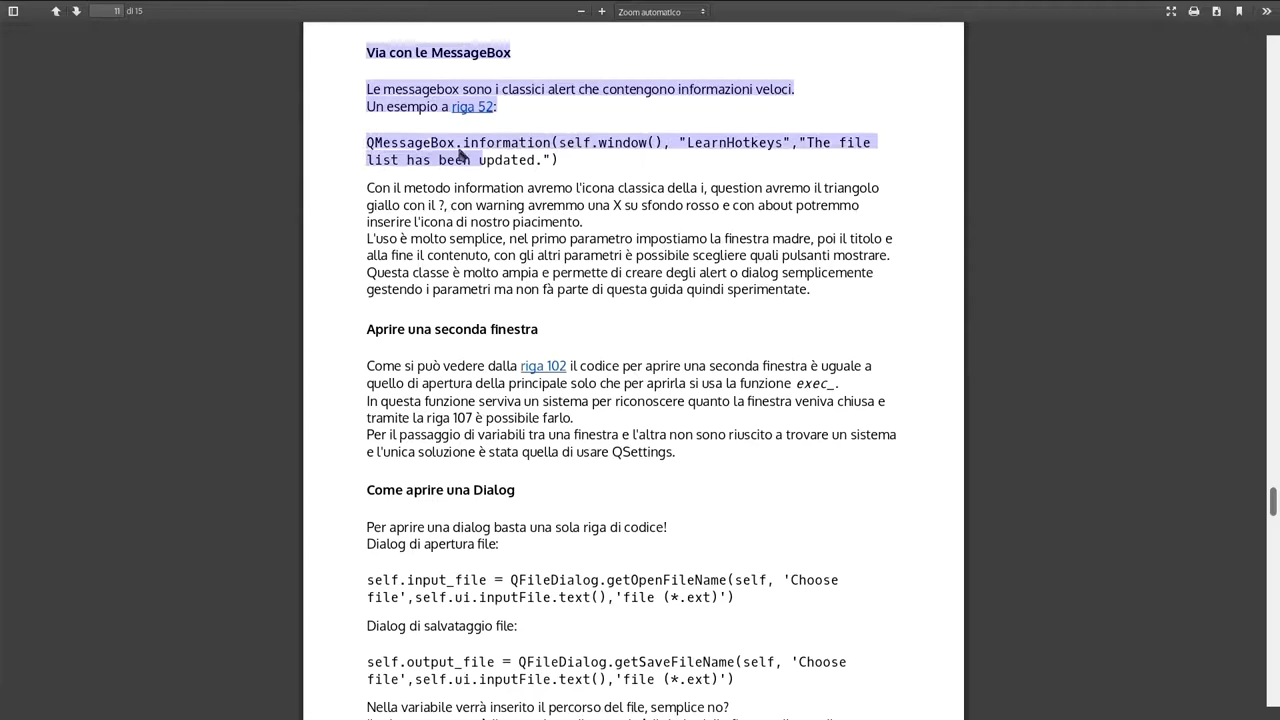 11 di 15 Zoom automatico
Via con le MessageBox
Le messagebox sono i classici alert che contengono informazioni veloci.
Un esempio a riga 52:
QMessageBox.information(self.window(), "LearnHotkeys","The file
list has been updated.")
Con il metodo information avremo l'icona classica della i, question avremo il triangolo
giallo con il ?, con warning avremmo una X su sfondo rosso e con about potremmo
inserire l'icona di nostro piacimento.
L'uso è molto semplice, nel primo parametro impostiamo la finestra madre, poi il titolo e
alla fine il contenuto, con gli altri parametri è possibile scegliere quali pulsanti mostrare.
Questa classe è molto ampia e permette di creare degli alert o dialog semplicemente
gestendo i parametri ma non fà parte di questa guida quindi sperimentate.
Aprire una seconda finestra
Come si può vedere dalla riga 102 il codice per aprire una seconda finestra è uguale a
quello di apertura della principale solo che per aprirla si usa la funzione exec_.
In questa funzione serviva un sistema per riconoscere quanto la finestra veniva chiusa e
tramite la riga 107 è possibile farlo.
Per il passaggio di variabili tra una finestra e l'altra non sono riuscito a trovare un sistema
e l'unica soluzione è stata quella di usare QSettings.
Come aprire una Dialog
Per aprire una dialog basta una sola riga di codice!
Dialog di apertura file:
self.input_file = QFileDialog.getOpenFileName(self, 'Choose
file',self.ui.inputFile.text(),'file (*.ext)')
Dialog di salvataggio file:
self.output_file = QFileDialog.getSaveFileName(self, 'Choose
file',self.ui.inputFile.text(),'file (*.ext)')
Nella variabile verrà inserito il percorso del file, semplice no?